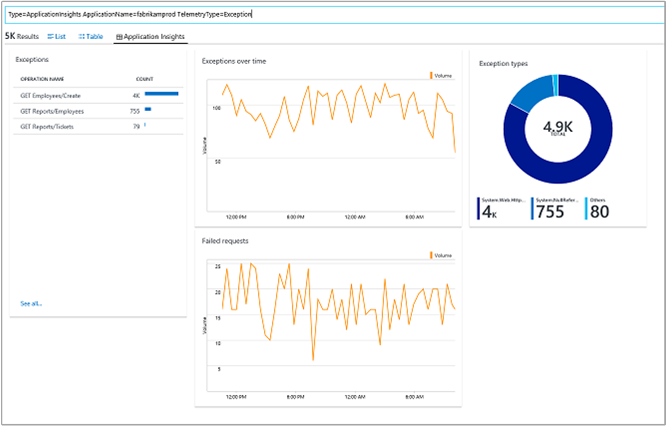 Type=ApplicationInsights ApplicationName=fabrikamprod TelemetryType=Exception
5K Results List Table Application Insights
Exceptions
OPERATION NAME COUNT
GET Employees/Create 4K
GET Reports/Employees 755
GET Reports/Tickets 79
See all...
Exceptions over time
Volume
100
50
Volume
12:00 PM 6:00 PM 12:00 AM 6:00 AM
Failed requests
Volume
25
20
15
10
5
Volume
12:00 PM 6:00 PM 12:00 AM 6:00 AM
Exception types
4.9K
TOTAL
System.Web.Http... System.NullRefer... Others
4K 755 80